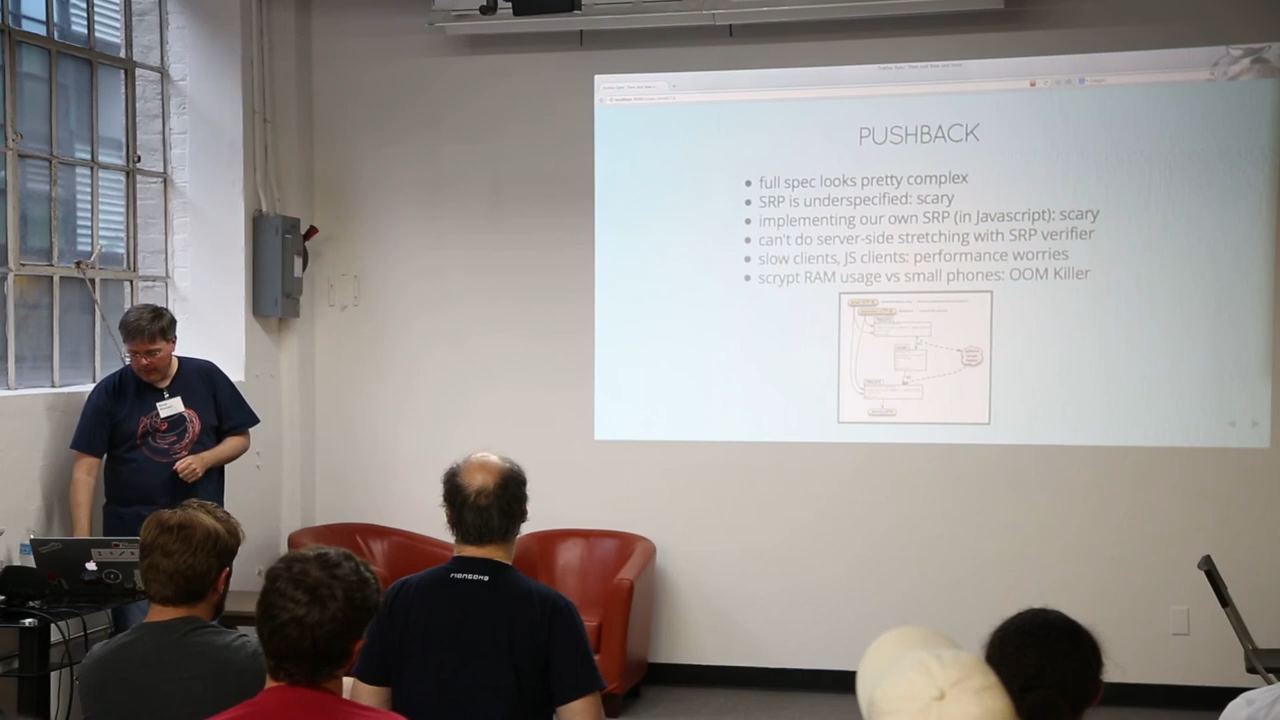 PUSHBACK
full spec looks pretty complex
SRP is underspecified: scary
implementing our own SRP (in Javascript): scary
can't do server-side stretching with SRP verifier
slow clients, JS clients: performance worries
scrypt RAM usage vs small phones: OOM Killer